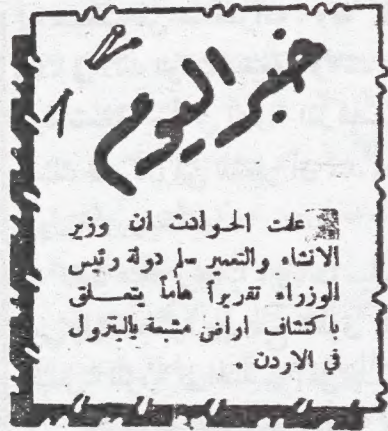 خبر اليوم
علمت الحوادث ان وزير
الانشاء والتعمير سلم دولة رئيس
الوزراء تقريراً هاماً يتعلق
باكتشاف اراضي مشبعة بالبترول
في الاردن .